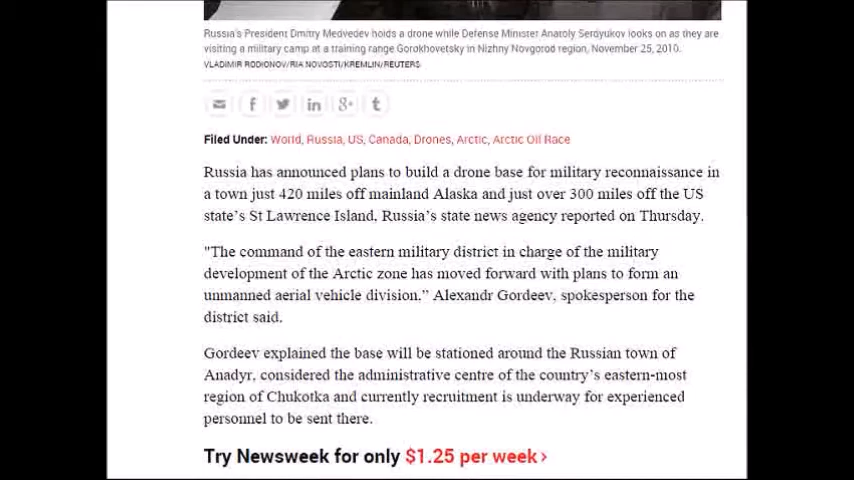 Russia's President Dmitry Medvedev holds a drone while Defense Minister Anatoly Serdyukov looks on as they are
visiting a military camp at a training range Gorokhovetsky in Nizhny Novgorod region, November 25, 2010.
VLADIMIR RODIONOV/RIA NOVOSTI/KREMLIN/REUTERS
f in g+ t
Filed Under: World, Russia, US, Canada, Drones, Arctic, Arctic Oil Race
Russia has announced plans to build a drone base for military reconnaissance in
a town just 420 miles off mainland Alaska and just over 300 miles off the US
state's St Lawrence Island, Russia's state news agency reported on Thursday.
"The command of the eastern military district in charge of the military
development of the Arctic zone has moved forward with plans to form an
unmanned aerial vehicle division.” Alexandr Gordeev, spokesperson for the
district said.
Gordeev explained the base will be stationed around the Russian town of
Anadyr, considered the administrative centre of the country's eastern-most
region of Chukotka and currently recruitment is underway for experienced
personnel to be sent there.
Try Newsweek for only $1.25 per week ›